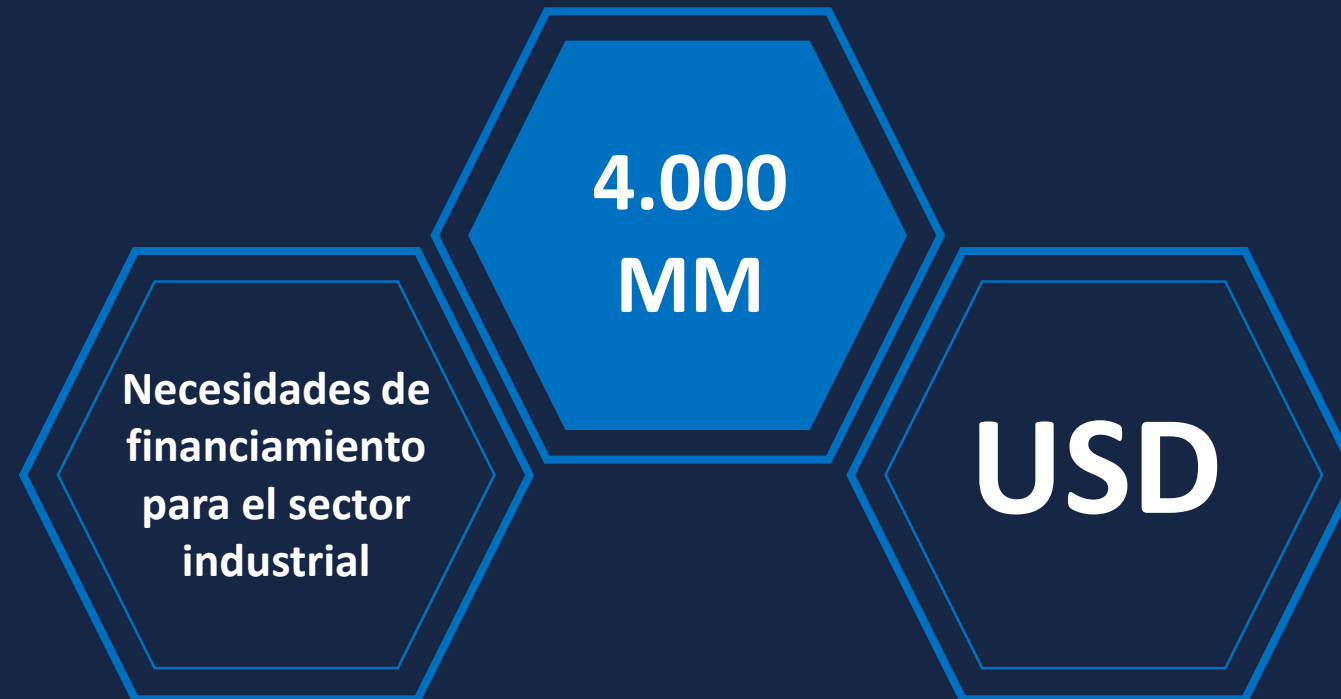 Necesidades de
financiamiento
para el sector
industrial
4.000
MM
USD